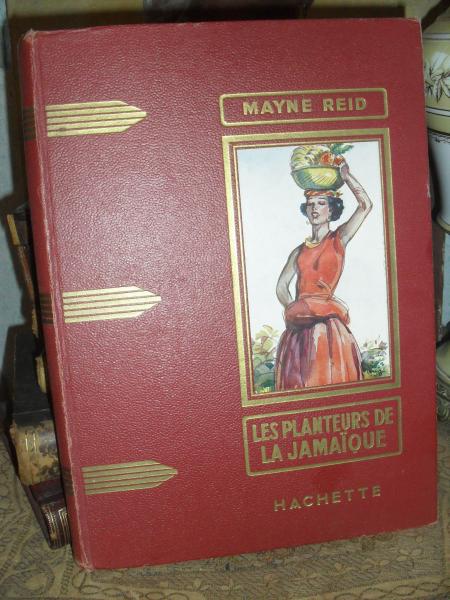 MAYNE REID
LES PLANTEURS DE
LA JAMAÏQUE
HACHETTE